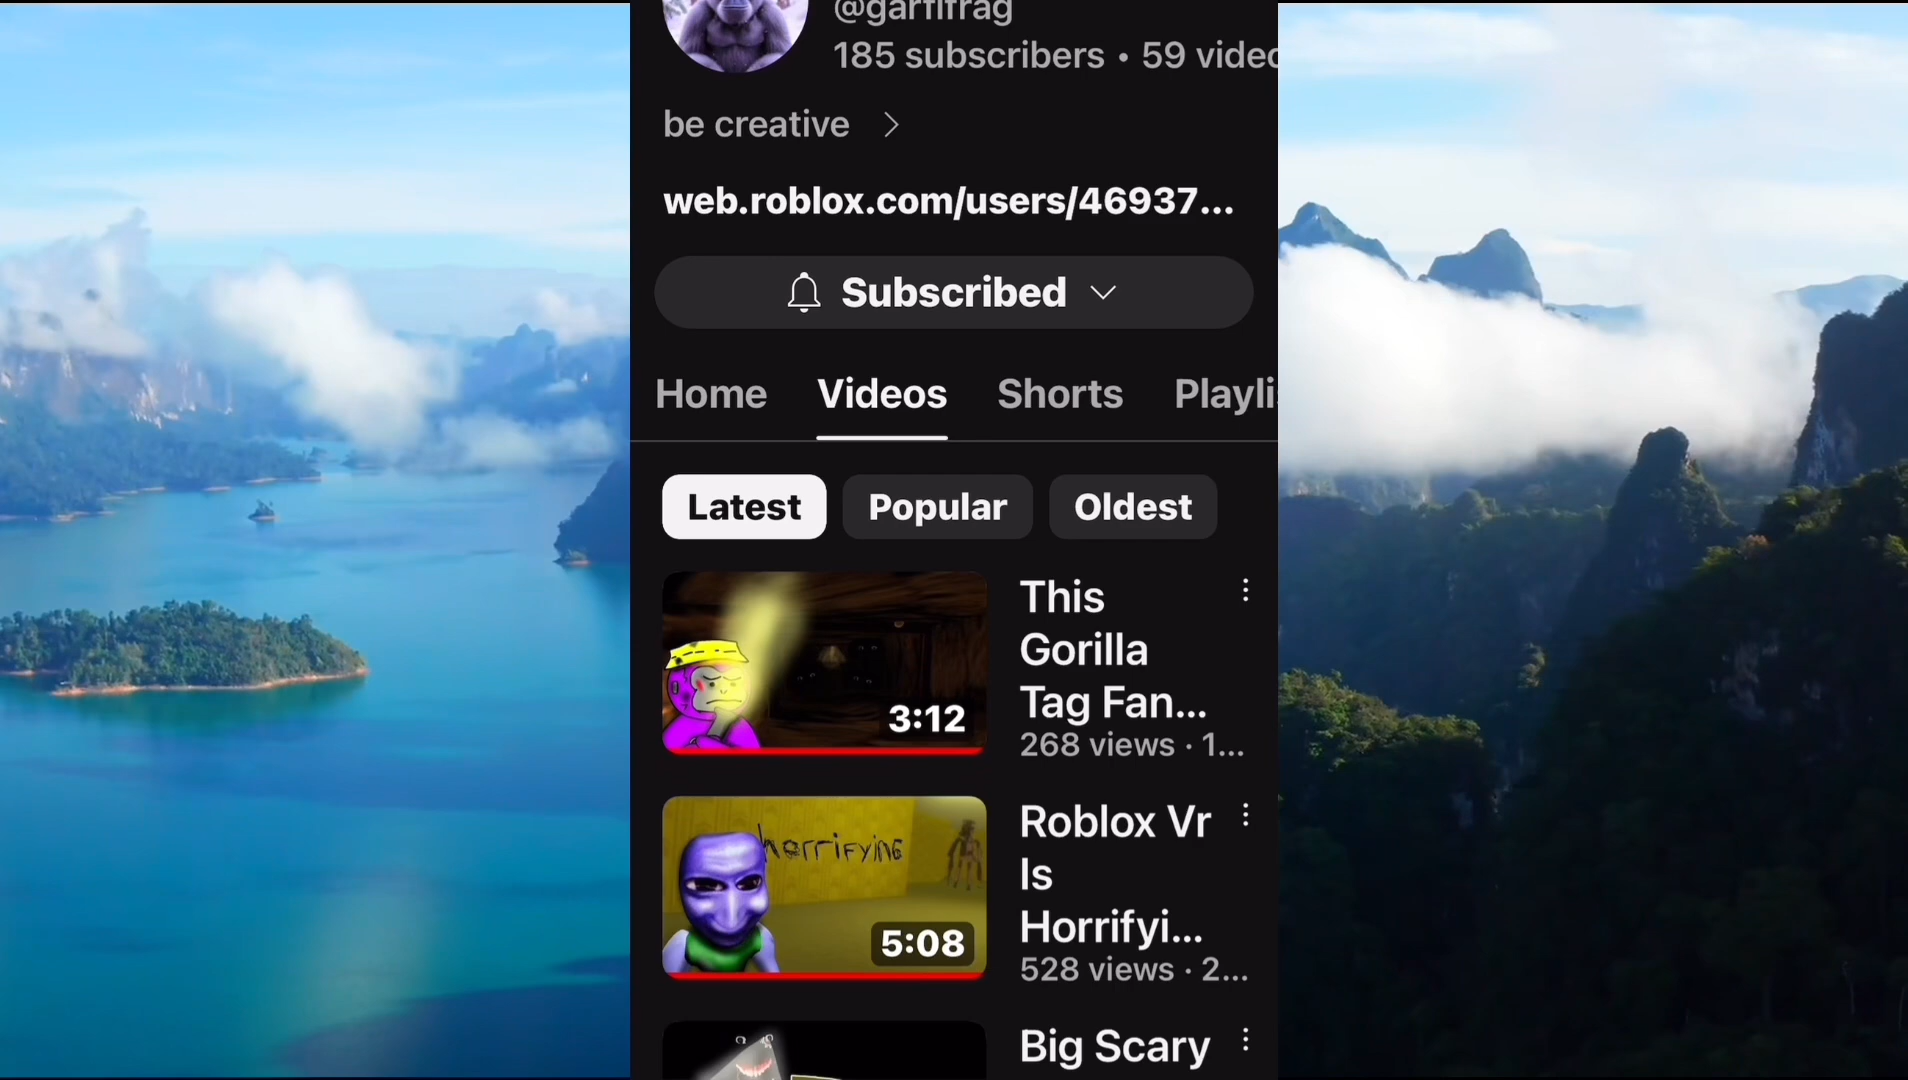 @garfifrag
185 subscribers • 59 videc
be creative >
web.roblox.com/users/46937...
Subscribed
Home Videos Shorts Playli
Latest Popular Oldest
This
Gorilla
Tag Fan...
268 views · 1...
3:12
Roblox Vr
Is
Horrifyi...
528 views · 2...
horrifying
5:08
Big Scary